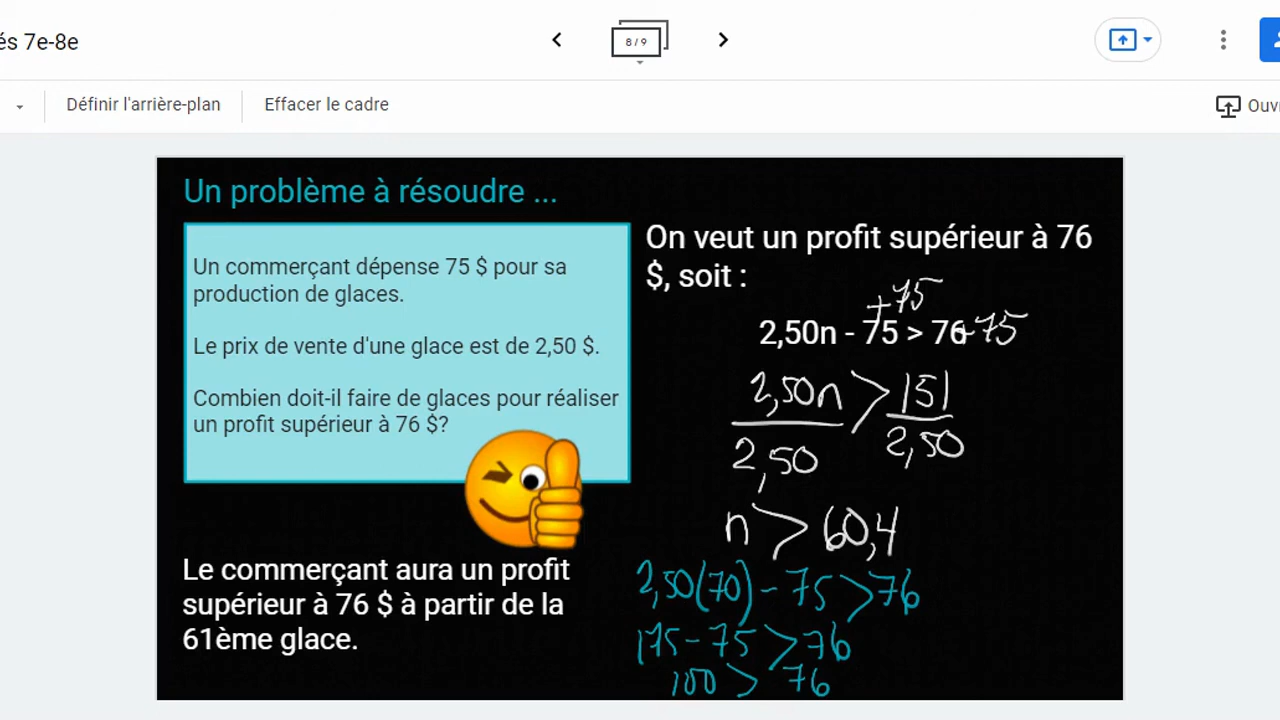 és 7e-8e
8/9
Définir l'arrière-plan
Effacer le cadre
Ouvi
Un problème à résoudre ...
Un commerçant dépense 75 $ pour sa
production de glaces.
Le prix de vente d'une glace est de 2,50 $.
Combien doit-il faire de glaces pour réaliser
un profit supérieur à 76 $?
Le commerçant aura un profit
supérieur à 76 $ à partir de la
61ème glace.
On veut un profit supérieur à 76
$, soit :
+75
2,50n - 75 > 76 +75
2,50n > 151
2,50 2,50
n > 60,4
2,50(70) - 75 > 76
175 - 75 > 76
100 > 76